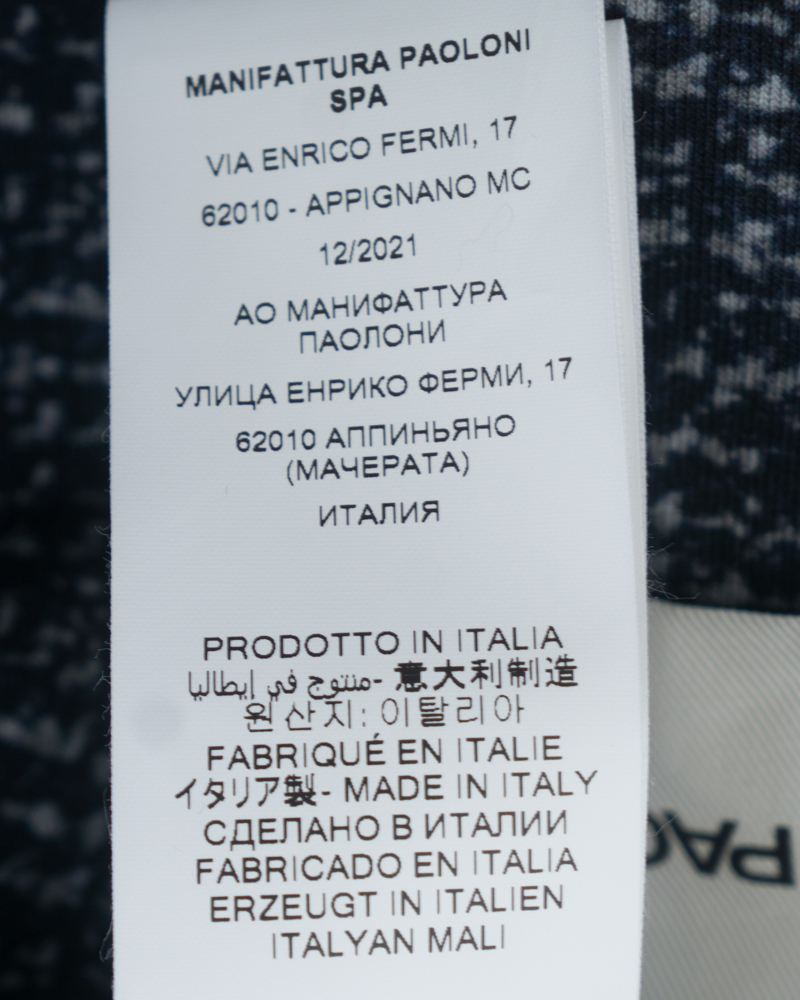 MANIFATTURA PAOLONI
SPA
VIA ENRICO FERMI, 17
62010 - APPIGNANO MC
12/2021
АО МАНИФАТТУРА
ПАОЛОНИ
УЛИЦА ЕНРИКО ФЕРМИ, 17
62010 АППИНЬЯНО
(МАЧЕРАТА)
ИТАЛИЯ
PRODOTTO IN ITALIA
منتوج في إيطاليا- 意大利制造
원산지: 이탈리아
FABRIQUÉ EN ITALIE
イタリア製- MADE IN ITALY
СДЕЛАНО В ИТАЛИИ
FABRICADO EN ITALIA
ERZEUGT IN ITALIEN
ITALYAN MALI